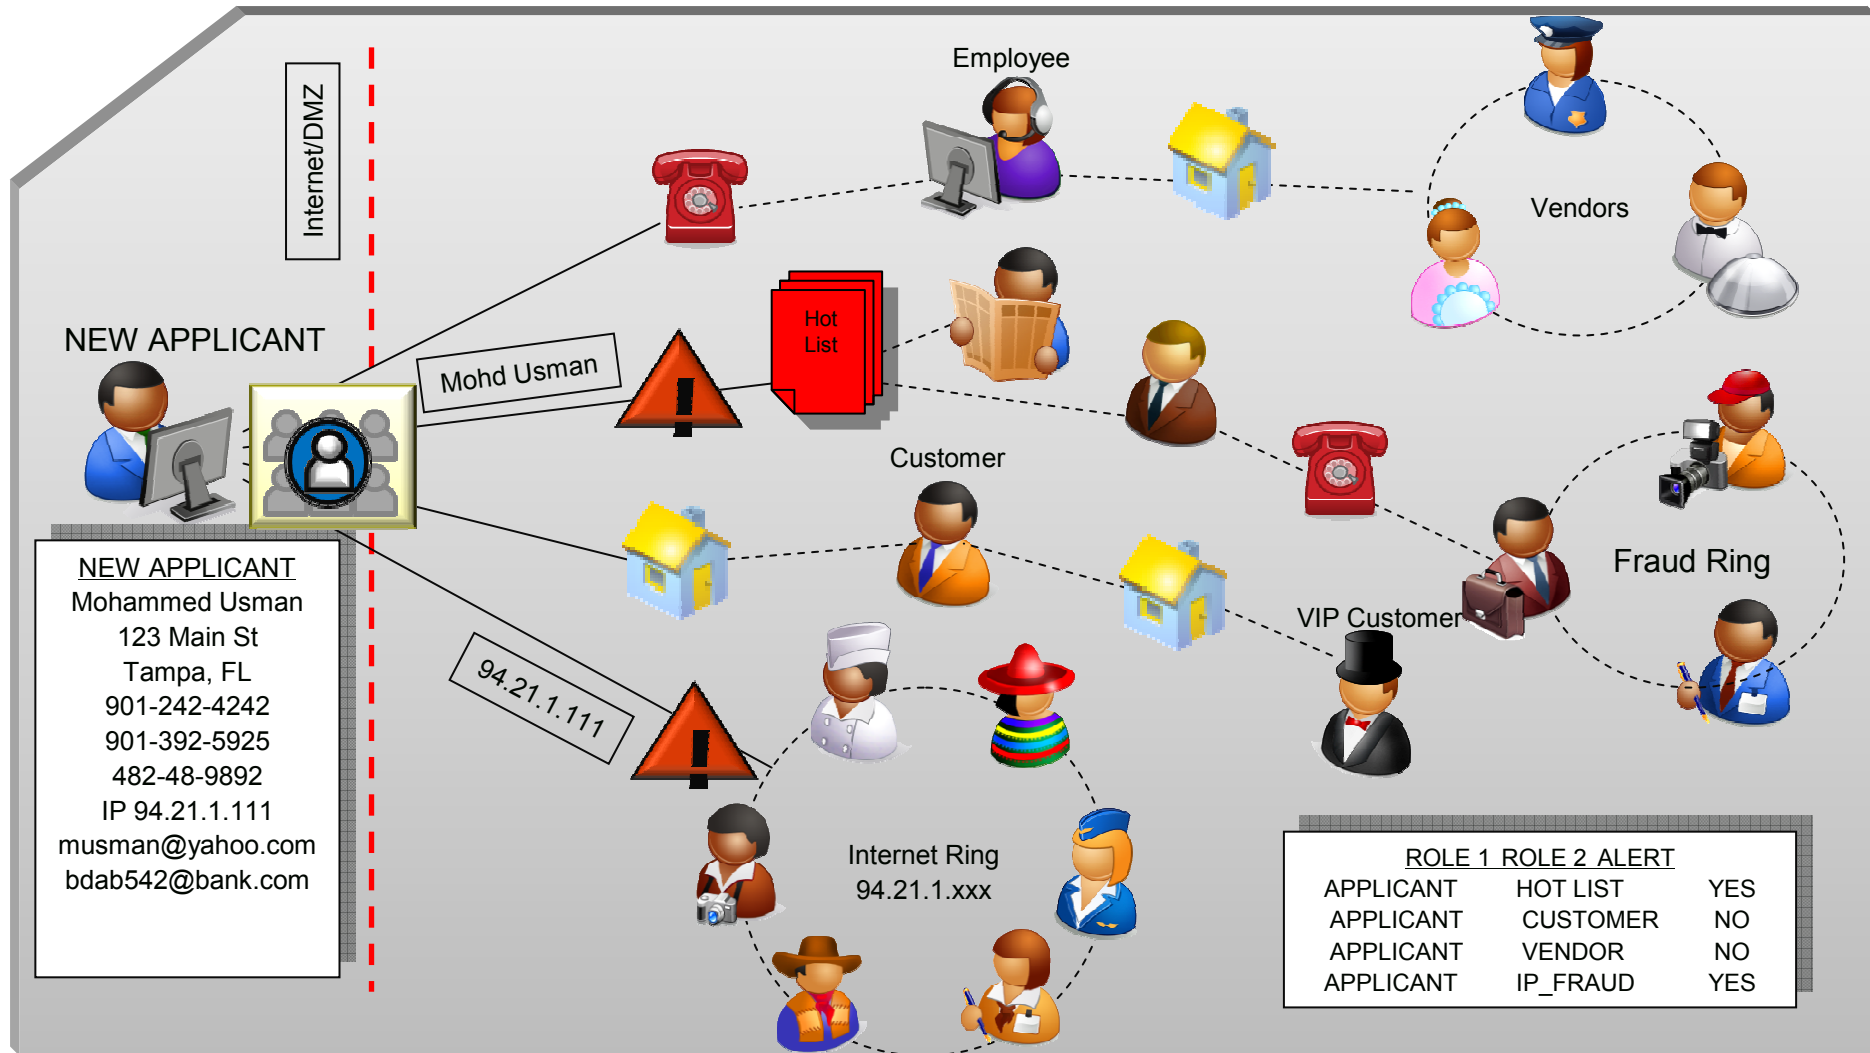 Employee
Internet/DMZ
Vendors
NEW APPLICANT
Mohd Usman
Hot
List
Customer
Fraud Ring
NEW APPLICANT
Mohammed Usman
123 Main St
Tampa, FL
901-242-4242
901-392-5925
482-48-9892
IP 94.21.1.111
musman@yahoo.com
bdab542@bank.com
VIP Customer
94.21.1.111
Internet Ring
94.21.1.xxx
ROLE 1 ROLE 2 ALERT
APPLICANT HOT LIST YES
APPLICANT CUSTOMER NO
APPLICANT VENDOR NO
APPLICANT IP_FRAUD YES